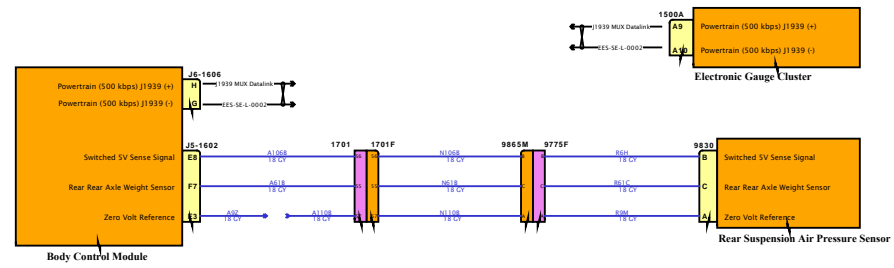 1500A
J1939 MUX Datalink
A9
Powertrain (500 kbps) J1939 (+)
EES-SE-L-0002
A10
Powertrain (500 kbps) J1939 (-)
Electronic Gauge Cluster
J6-1606
Powertrain (500 kbps) J1939 (+)
H
J1939 MUX Datalink
Powertrain (500 kbps) J1939 (-)
G
EES-SE-L-0002
J5-1602
1701
1701F
9865M
9775F
9830
Switched 5V Sense Signal
E8
A106B
18 GY
N106B
18 GY
B
B
R6H
18 GY
B
Switched 5V Sense Signal
Rear Rear Axle Weight Sensor
F7
A61B
18 GY
N61B
18 GY
C
C
R61C
18 GY
C
Rear Rear Axle Weight Sensor
Zero Volt Reference
E3
A9Z
18 GY
A110B
18 GY
N110B
18 GY
A
A
R9M
18 GY
A
Zero Volt Reference
Body Control Module
Rear Suspension Air Pressure Sensor